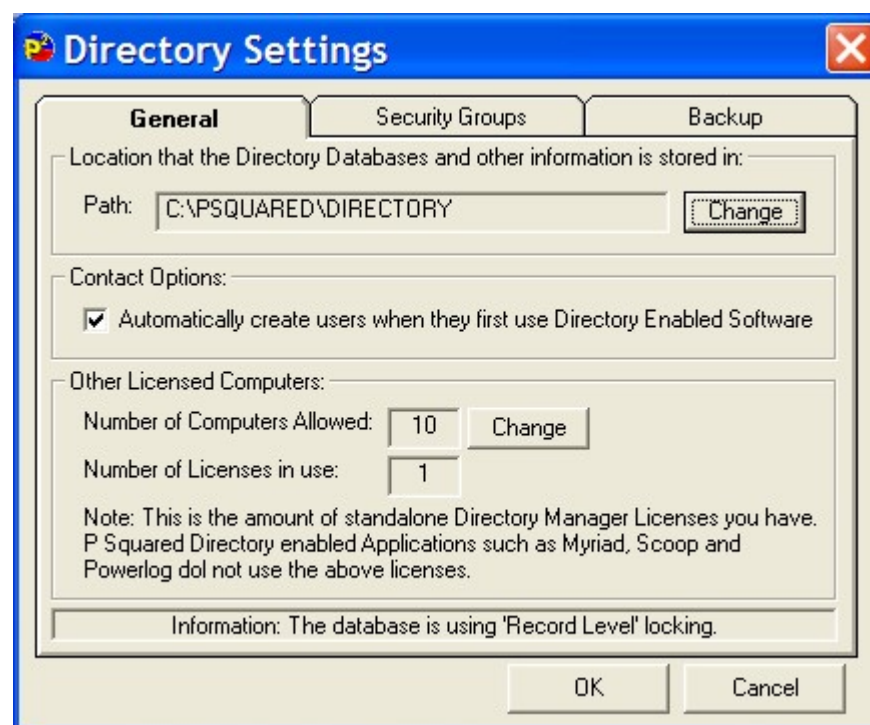 P² Directory Settings
General Security Groups Backup
Location that the Directory Databases and other information is stored in:
Path: C:\PSQUARED\DIRECTORY Change
Contact Options:
Automatically create users when they first use Directory Enabled Software
Other Licensed Computers:
Number of Computers Allowed: 10 Change
Number of Licenses in use: 1
Note: This is the amount of standalone Directory Manager Licenses you have.
P Squared Directory enabled Applications such as Myriad, Scoop and
Powerlog dol not use the above licenses.
Information: The database is using 'Record Level' locking.
OK Cancel